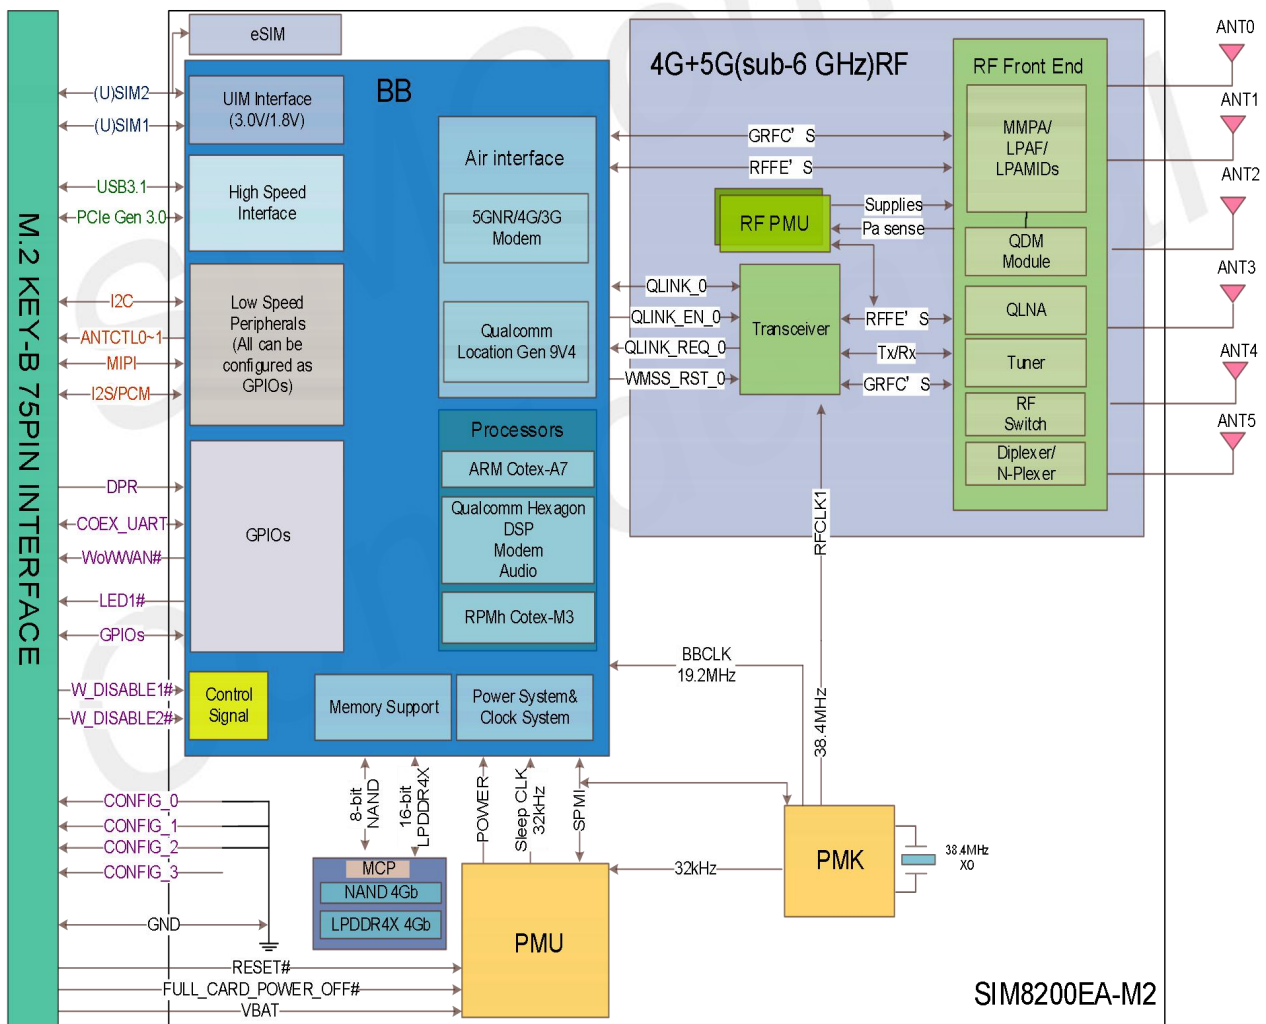 M.2 KEY-B 75PIN INTERFACE
eSIM
BB
(U)SIM2
(U)SIM1
UIM Interface
(3.0V/1.8V)
USB3.1
PCIe Gen 3.0
High Speed
Interface
I2C
ANTCTL0~1
MIPI
I2S/PCM
Low Speed
Peripherals
(All can be
configured as
GPIOs)
DPR
COEX_UART
WoWWAN#
LED1#
GPIOs
GPIOs
W_DISABLE1#
W_DISABLE2#
Control
Signal
Air interface
5GNR/4G/3G
Modem
Qualcomm
Location Gen 9V4
Processors
ARM Cotex-A7
Qualcomm Hexagon
DSP
Modem
Audio
RPMh Cotex-M3
Memory Support
Power System&
Clock System
4G+5G(sub-6 GHz)RF
GRFC' S
RFFE' S
RF PMU
Supplies
Pa sense
QLINK_0
QLINK_EN_0
QLINK_REQ_0
WMSS_RST_0
Transceiver
RFFE' S
Tx/Rx
GRFC' S
RF Front End
MMPA/
LPAF/
LPAMIDs
QDM
Module
QLNA
Tuner
RF
Switch
Diplexer/
N-Plexer
ANT0
ANT1
ANT2
ANT3
ANT4
ANT5
RFCLK1
38.4MHz
BBCLK
19.2MHz
8-bit
NAND
16-bit
LPDDR4X
POWER
Sleep CLK
32kHz
SPMI
CONFIG_0
CONFIG_1
CONFIG_2
CONFIG_3
GND
RESET#
FULL_CARD_POWER_OFF#
VBAT
MCP
NAND 4Gb
LPDDR4X 4Gb
PMU
32kHz
PMK
38.4MHz
XO
SIM8200EA-M2